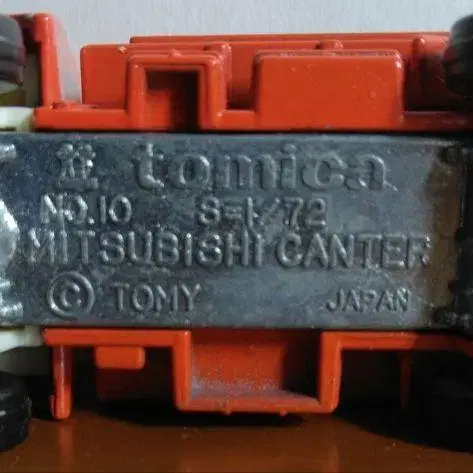 tomica
NO.10 S=1/72
MITSUBISHI CANTER
© TOMY JAPAN